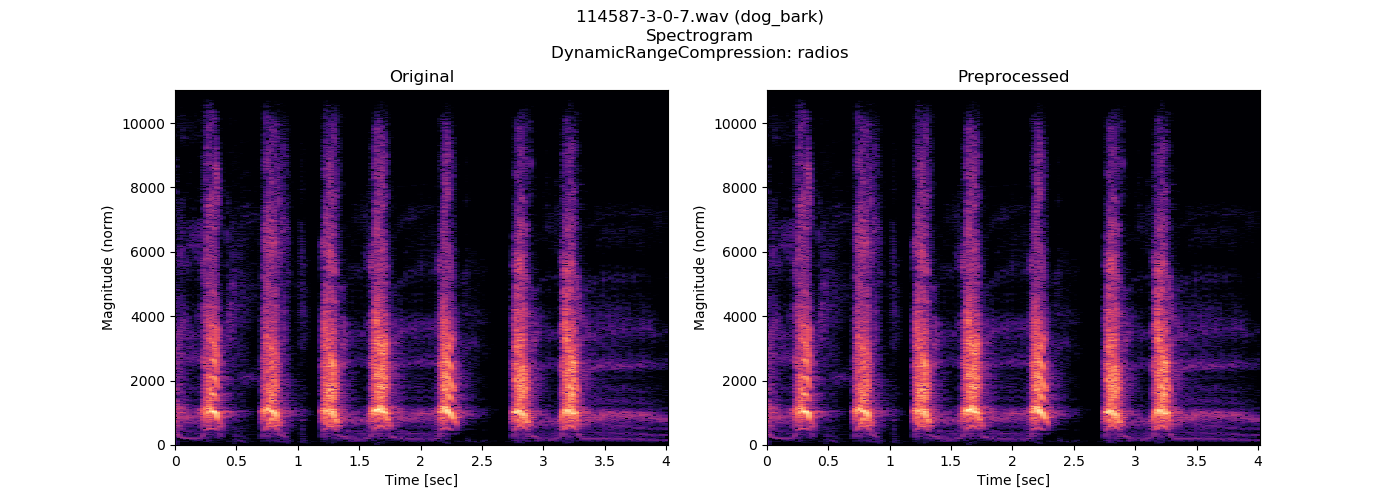 114587-3-0-7.wav (dog_bark)
Spectrogram
DynamicRangeCompression: radios
Original
Magnitude (norm)
10000
8000
6000
4000
2000
0
0 0.5 1 1.5 2 2.5 3 3.5 4
Time [sec]
Preprocessed
Magnitude (norm)
10000
8000
6000
4000
2000
0
0 0.5 1 1.5 2 2.5 3 3.5 4
Time [sec]